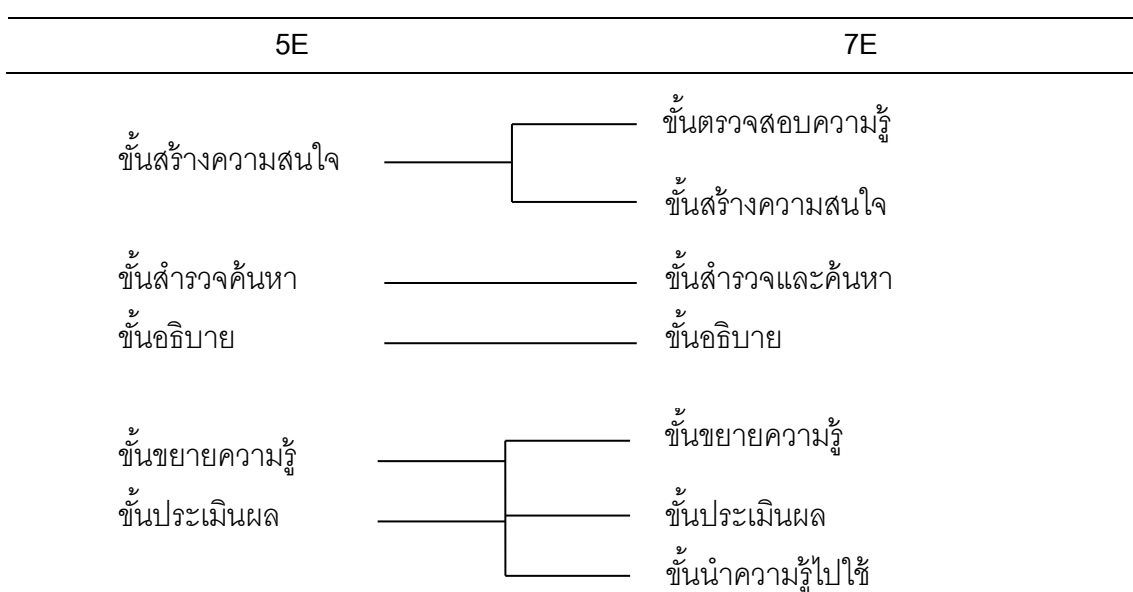 5E 7E
ขั้นตรวจสอบความรู้
ขั้นสร้างความสนใจ
ขั้นสร้างความสนใจ
ขั้นสำรวจค้นหา ขั้นสำรวจและค้นหา
ขั้นอธิบาย ขั้นอธิบาย
ขั้นขยายความรู้ ขั้นขยายความรู้
ขั้นประเมินผล ขั้นประเมินผล
ขั้นนำความรู้ไปใช้